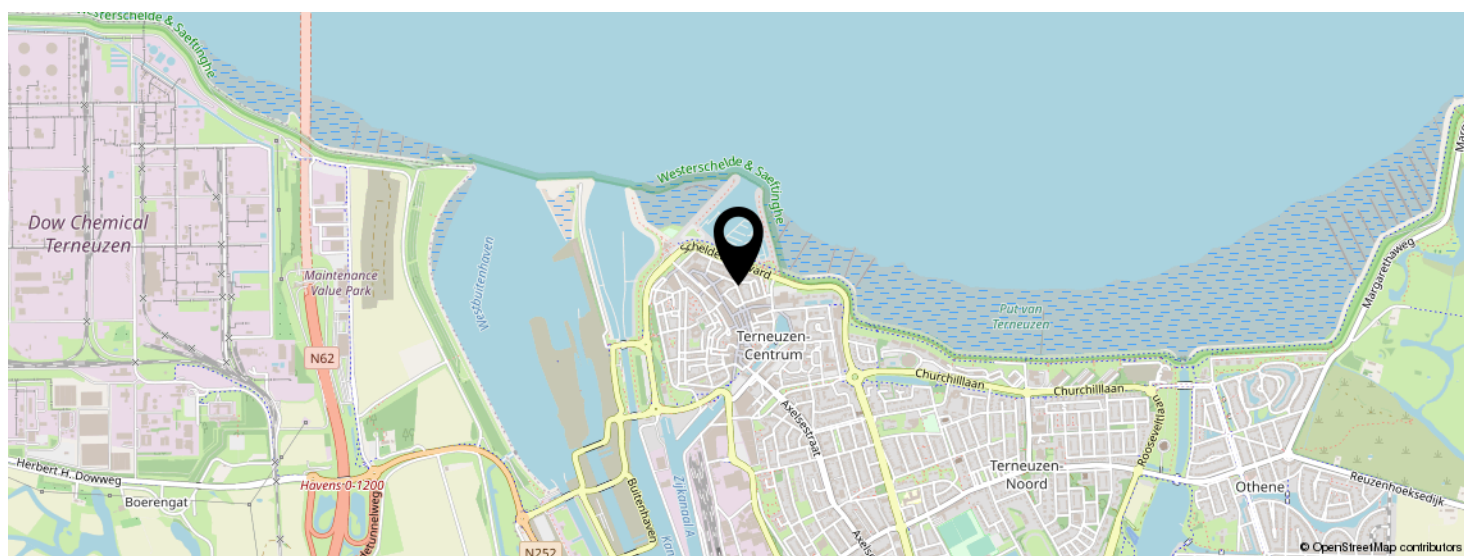 Westerschelde & Saeftinghe
Westerschelde & Saeftinghe
Dow Chemical
Terneuzen
Maintenance
Value Park
Westbuitenhaven
N62
Put van
Terneuzen
Margarethaweg
Terneuzen-
Centrum
Churchilllaan
Churchilllaan
Axelsestraat
Rooseveltlaan
Terneuzen-
Noord
Othene
Reuzenhoeksedijk
Herbert H. Dowweg
Boerengat
Havens 0-1200
Buitenhaven
Zijkanaal A
N252
© OpenStreetMap contributors